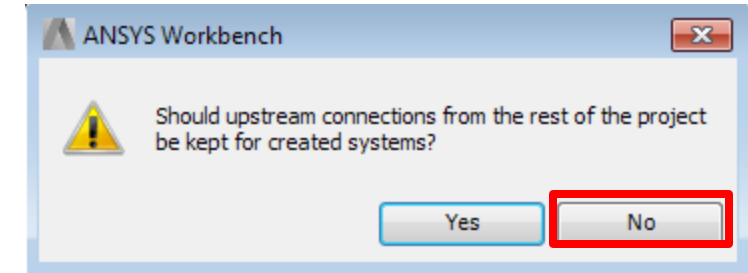 ANSYS Workbench
Should upstream connections from the rest of the project
be kept for created systems?
Yes
No